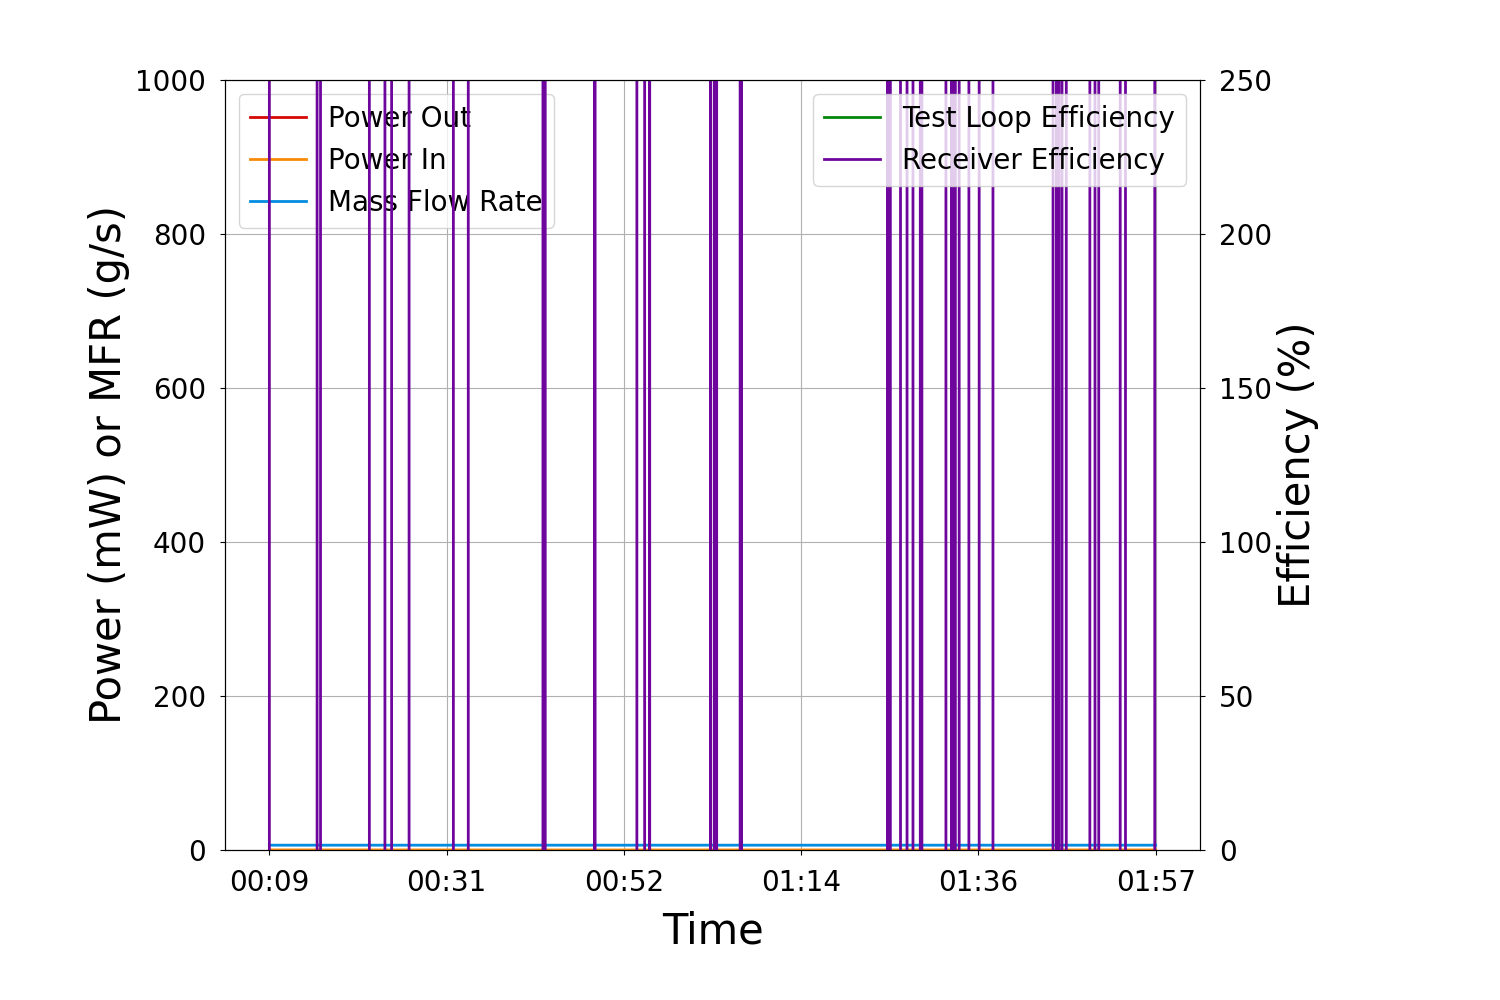 Power (mW) or MFR (g/s)
1000
800
600
400
200
0
Power Out
Power In
Mass Flow Rate
Test Loop Efficiency
Receiver Efficiency
250
200
150
100
50
0
Efficiency (%)
00:09 00:31 00:52 01:14 01:36 01:57
Time